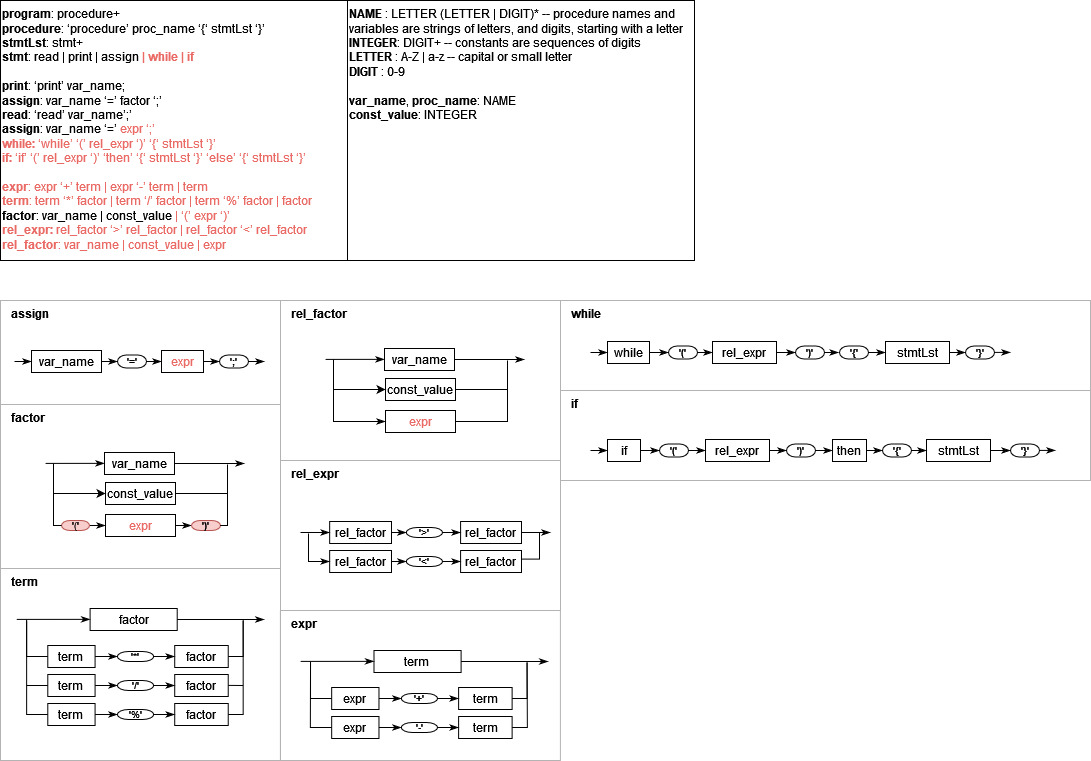 program: procedure+
procedure: ‘procedure’ proc_name ‘{‘ stmtLst ‘}’
stmtLst: stmt+
stmt: read | print | assign | while | if
print: ‘print’ var_name;
assign: var_name ‘=’ factor ‘;’
read: ‘read’ var_name’;’
assign: var_name ‘=’ expr ‘;’
while: ‘while’ ‘(’ rel_expr ‘)’ ‘{‘ stmtLst ‘}’
if: ‘if’ ‘(’ rel_expr ‘)’ ‘then’ ‘{‘ stmtLst ‘}’ ‘else’ ‘{‘ stmtLst ‘}’
expr: expr ‘+’ term | expr ‘-’ term | term
term: term ‘*’ factor | term ‘/’ factor | term ‘%’ factor | factor
factor: var_name | const_value | ‘(’ expr ‘)’
rel_expr: rel_factor ‘>’ rel_factor | rel_factor ‘<’ rel_factor
rel_factor: var_name | const_value | expr
NAME : LETTER (LETTER | DIGIT)* -- procedure names and
variables are strings of letters, and digits, starting with a letter
INTEGER: DIGIT+ -- constants are sequences of digits
LETTER : A-Z | a-z -- capital or small letter
DIGIT : 0-9
var_name, proc_name: NAME
const_value: INTEGER
assign
var_name '=' expr ';'
factor
var_name
const_value
'(' expr ')'
term
factor
term '*' factor
term '/' factor
term '%' factor
rel_factor
var_name
const_value
expr
rel_expr
rel_factor '>' rel_factor
rel_factor '<' rel_factor
expr
term
expr '+' term
expr '-' term
while
while '(' rel_expr ')' '{' stmtLst '}'
if
if '(' rel_expr ')' then '{' stmtLst '}'